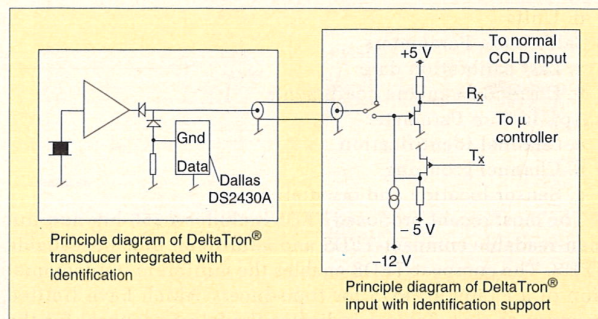 To normal
CCLD input
+5 V
Rx
To μ
controller
Tx
Gnd
Data
Dallas
DS2430A
– 5 V
–12 V
Principle diagram of DeltaTron®
transducer integrated with
identification
Principle diagram of DeltaTron®
input with identification support